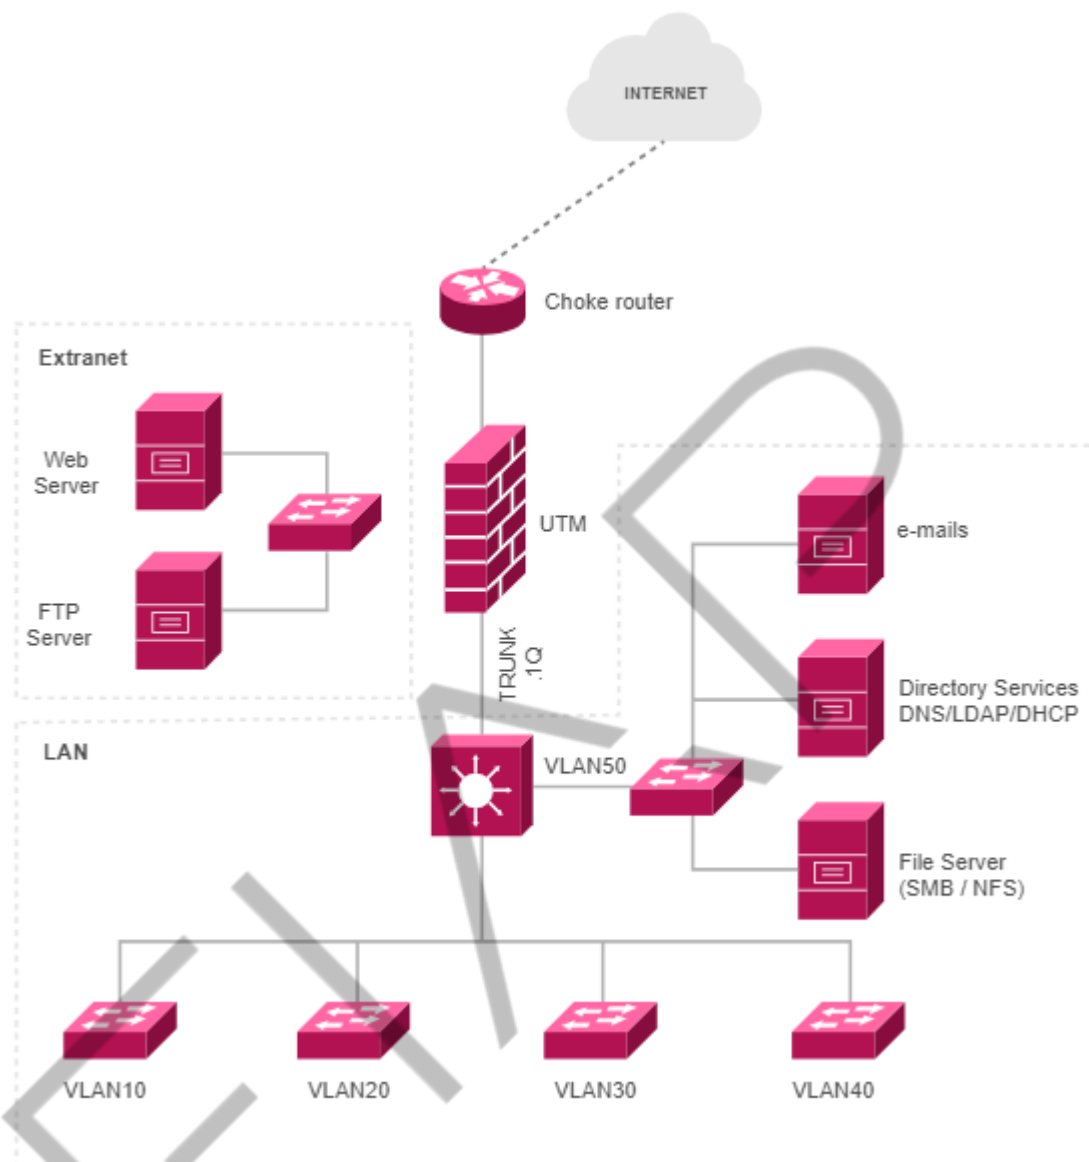 INTERNET
Choke router
Extranet
Web
Server
FTP
Server
UTM
TRUNK
.1Q
e-mails
Directory Services
DNS/LDAP/DHCP
LAN
VLAN50
File Server
(SMB / NFS)
VLAN10
VLAN20
VLAN30
VLAN40